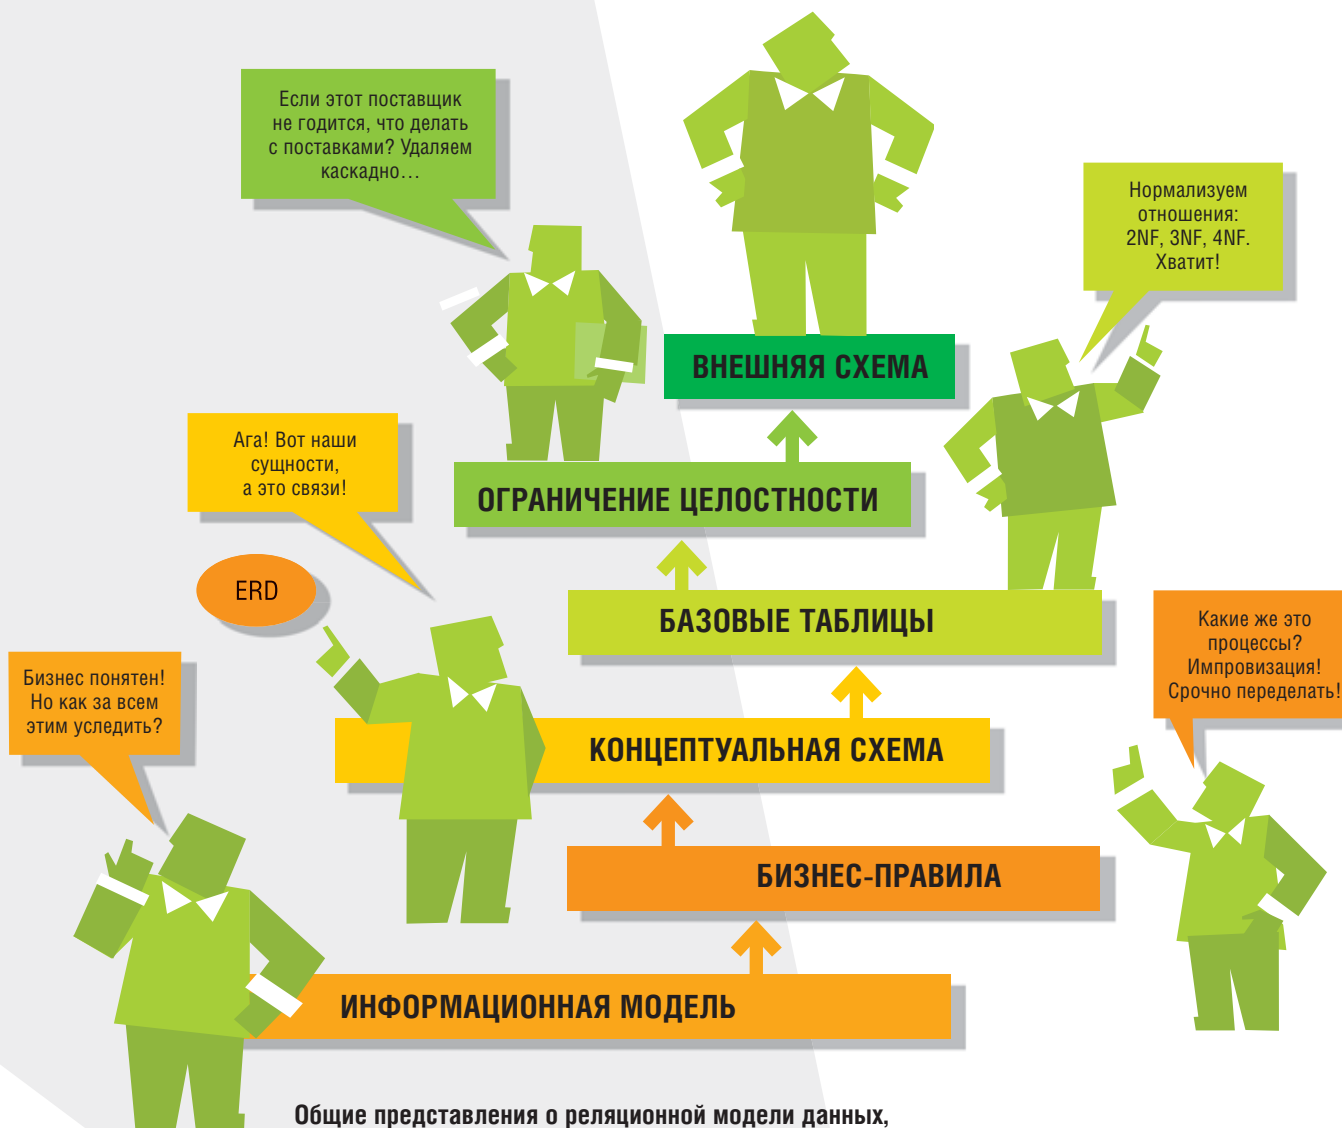 Если этот поставщик
не годится, что делать
с поставками? Удаляем
каскадно…
Нормализуем
отношения:
2NF, 3NF, 4NF.
Хватит!
ВНЕШНЯЯ СХЕМА
Ага! Вот наши
сущности,
а это связи!
ОГРАНИЧЕНИЕ ЦЕЛОСТНОСТИ
ERD
БАЗОВЫЕ ТАБЛИЦЫ
Какие же это
процессы?
Импровизация!
Срочно переделать!
Бизнес понятен!
Но как за всем
этим уследить?
КОНЦЕПТУАЛЬНАЯ СХЕМА
БИЗНЕС-ПРАВИЛА
ИНФОРМАЦИОННАЯ МОДЕЛЬ
Общие представления о реляционной модели данных,